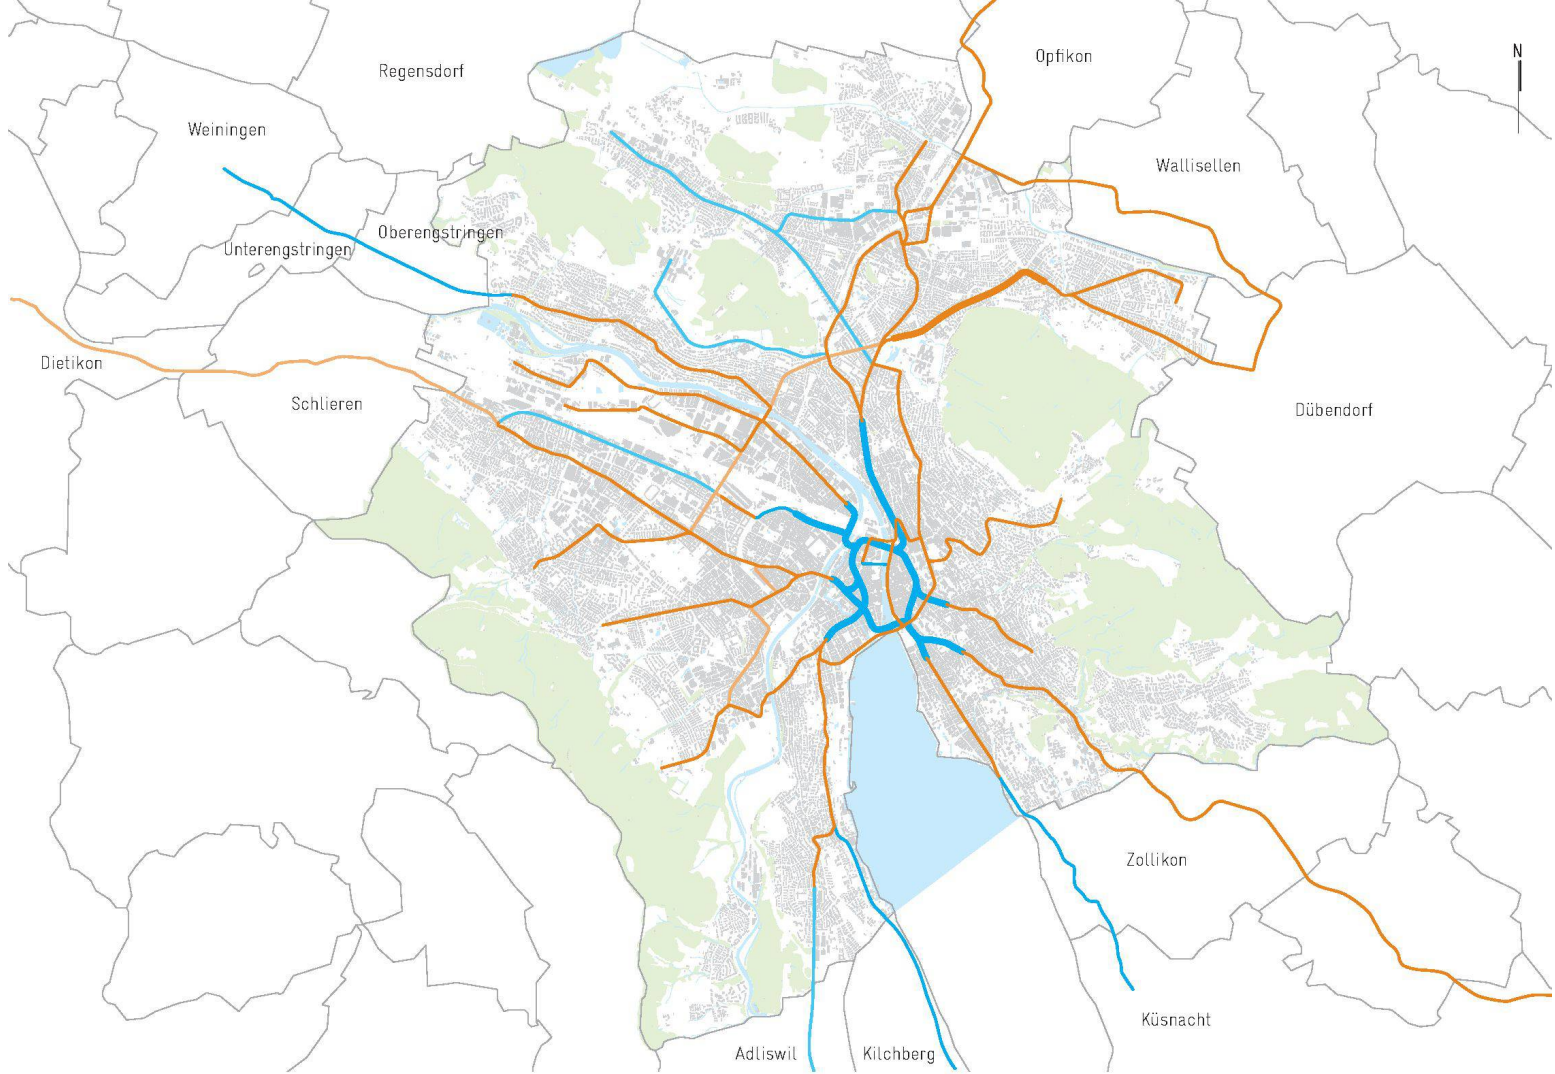 N
Opfikon
Regensdorf
Weiningen
Wallisellen
Oberengstringen
Unterengstringen
Dietikon
Schlieren
Dübendorf
Zollikon
Küsnacht
Adliswil
Kilchberg